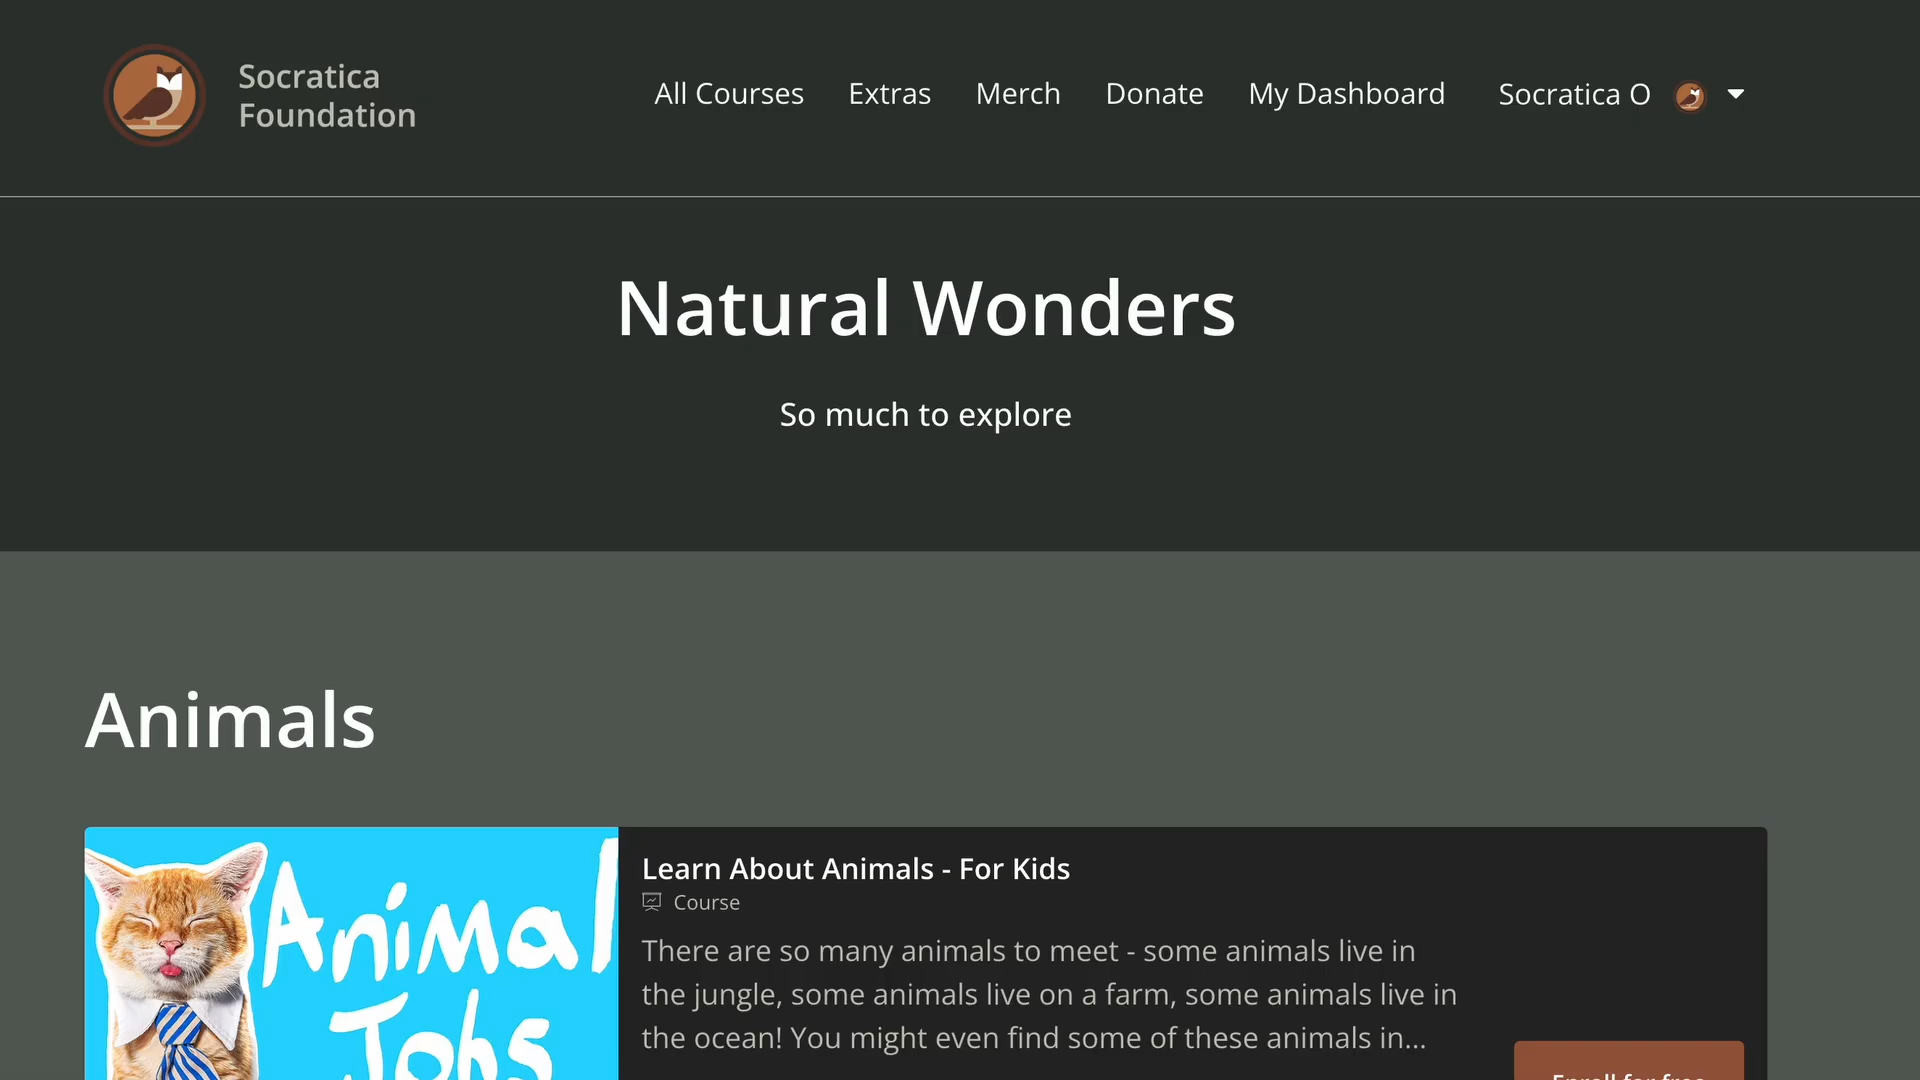 Socratica
Foundation
All Courses
Extras
Merch
Donate
My Dashboard
Socratica O
Natural Wonders
So much to explore
Animals
Animal
Jobs
Learn About Animals - For Kids
Course
There are so many animals to meet - some animals live in
the jungle, some animals live on a farm, some animals live in
the ocean! You might even find some of these animals in...
Enroll for free